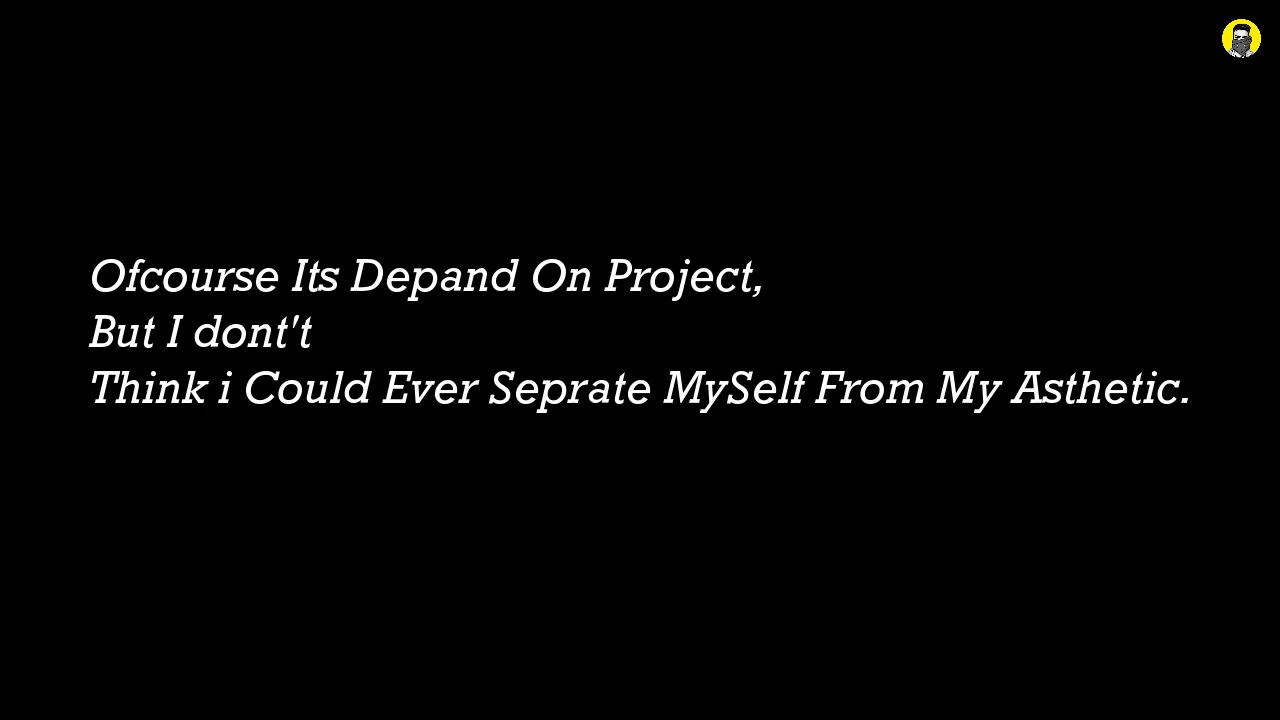 Ofcourse Its Depand On Project,
But I dont't
Think i Could Ever Seprate MySelf From My Asthetic.